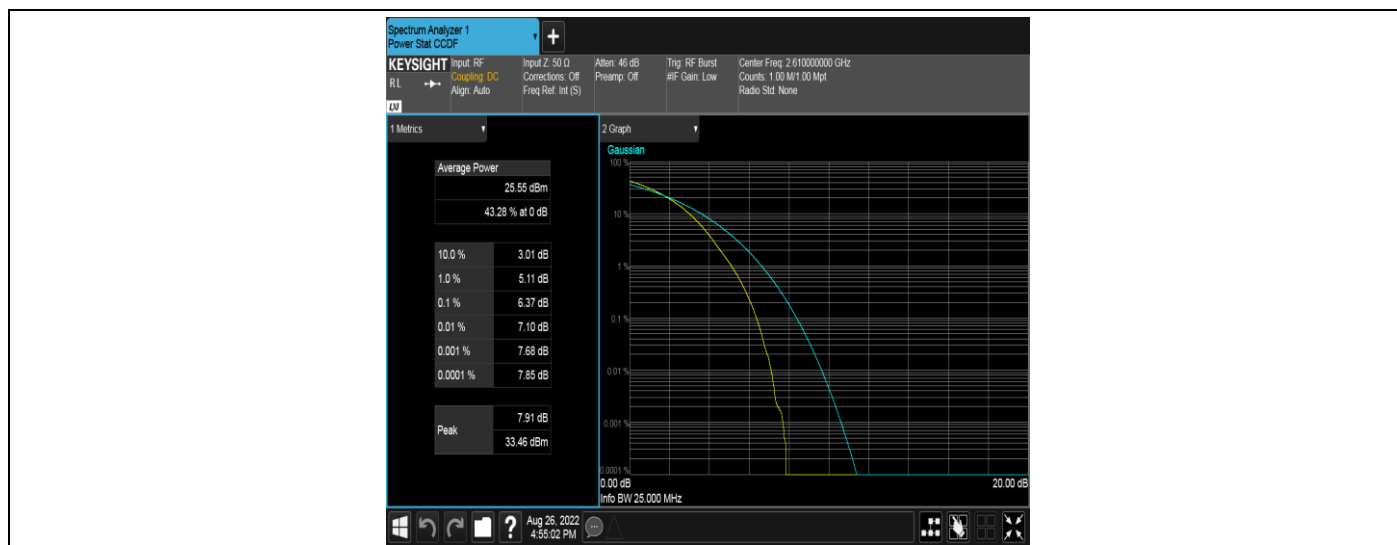 Spectrum Analyzer 1
Power Stat CCDF
+
KEYSIGHT
RL
LXI
Input: RF
Coupling: DC
Align: Auto
Input Z: 50 Ω
Corrections: Off
Freq Ref: Int (S)
Atten: 46 dB
Preamp: Off
Trig: RF Burst
#IF Gain: Low
Center Freq: 2.610000000 GHz
Counts: 1.00 M/1.00 Mpt
Radio Std: None
1 Metrics
Average Power
25.55 dBm
43.28 % at 0 dB
10.0 % 3.01 dB
1.0 % 5.11 dB
0.1 % 6.37 dB
0.01 % 7.10 dB
0.001 % 7.68 dB
0.0001 % 7.85 dB
Peak
7.91 dB
33.46 dBm
2 Graph
Gaussian
100 %
10 %
1 %
0.1 %
0.01 %
0.001 %
0.0001 %
0.00 dB 20.00 dB
Info BW 25.000 MHz
?
Aug 26, 2022
4:55:02 PM